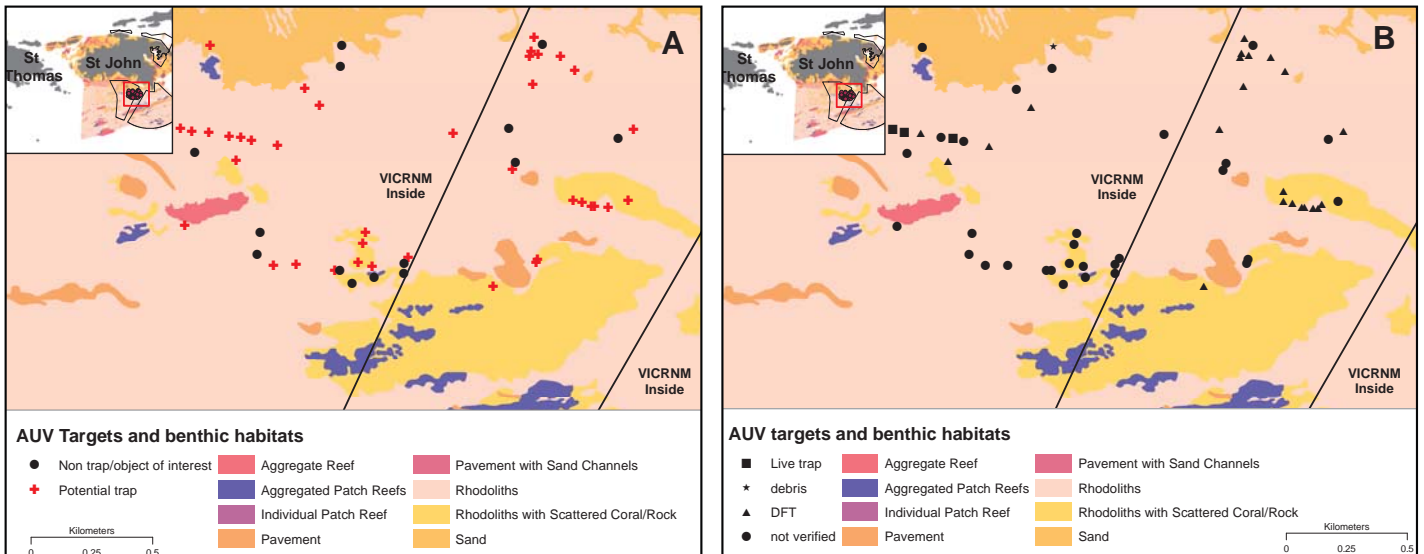 A
St
Thomas
St John
VICRNM
Inside
VICRNM
Inside
AUV Targets and benthic habitats
Non trap/object of interest
Potential trap
Aggregate Reef
Aggregated Patch Reefs
Individual Patch Reef
Pavement
Pavement with Sand Channels
Rhodoliths
Rhodoliths with Scattered Coral/Rock
Sand
Kilometers
0 0.25 0.5
B
St
Thomas
St John
VICRNM
Inside
VICRNM
Inside
AUV targets and benthic habitats
Live trap
debris
DFT
not verified
Aggregate Reef
Aggregated Patch Reefs
Individual Patch Reef
Pavement
Pavement with Sand Channels
Rhodoliths
Rhodoliths with Scattered Coral/Rock
Sand
Kilometers
0 0.25 0.5